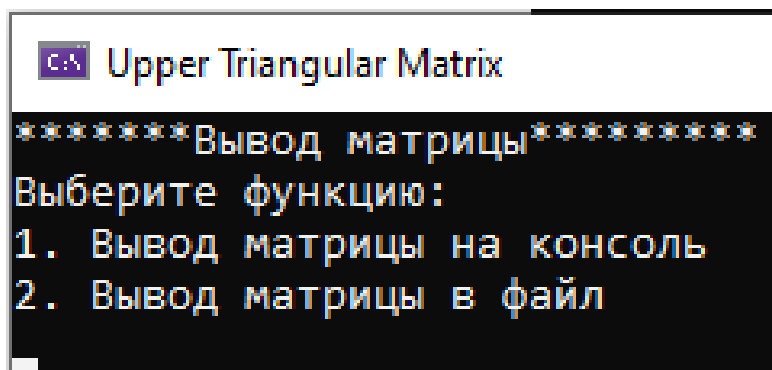 C:\ Upper Triangular Matrix
*******Вывод матрицы*********
Выберите функцию:
1. Вывод матрицы на консоль
2. Вывод матрицы в файл